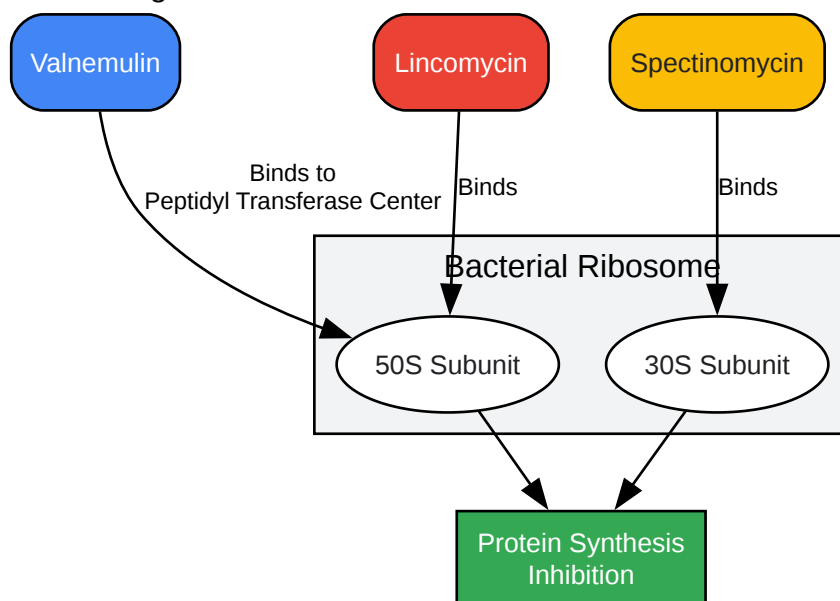 Valnemulin
Lincomycin
Spectinomycin
Binds to
Peptidyl Transferase Center
Binds
Binds
Bacterial Ribosome
50S Subunit
30S Subunit
Protein Synthesis
Inhibition